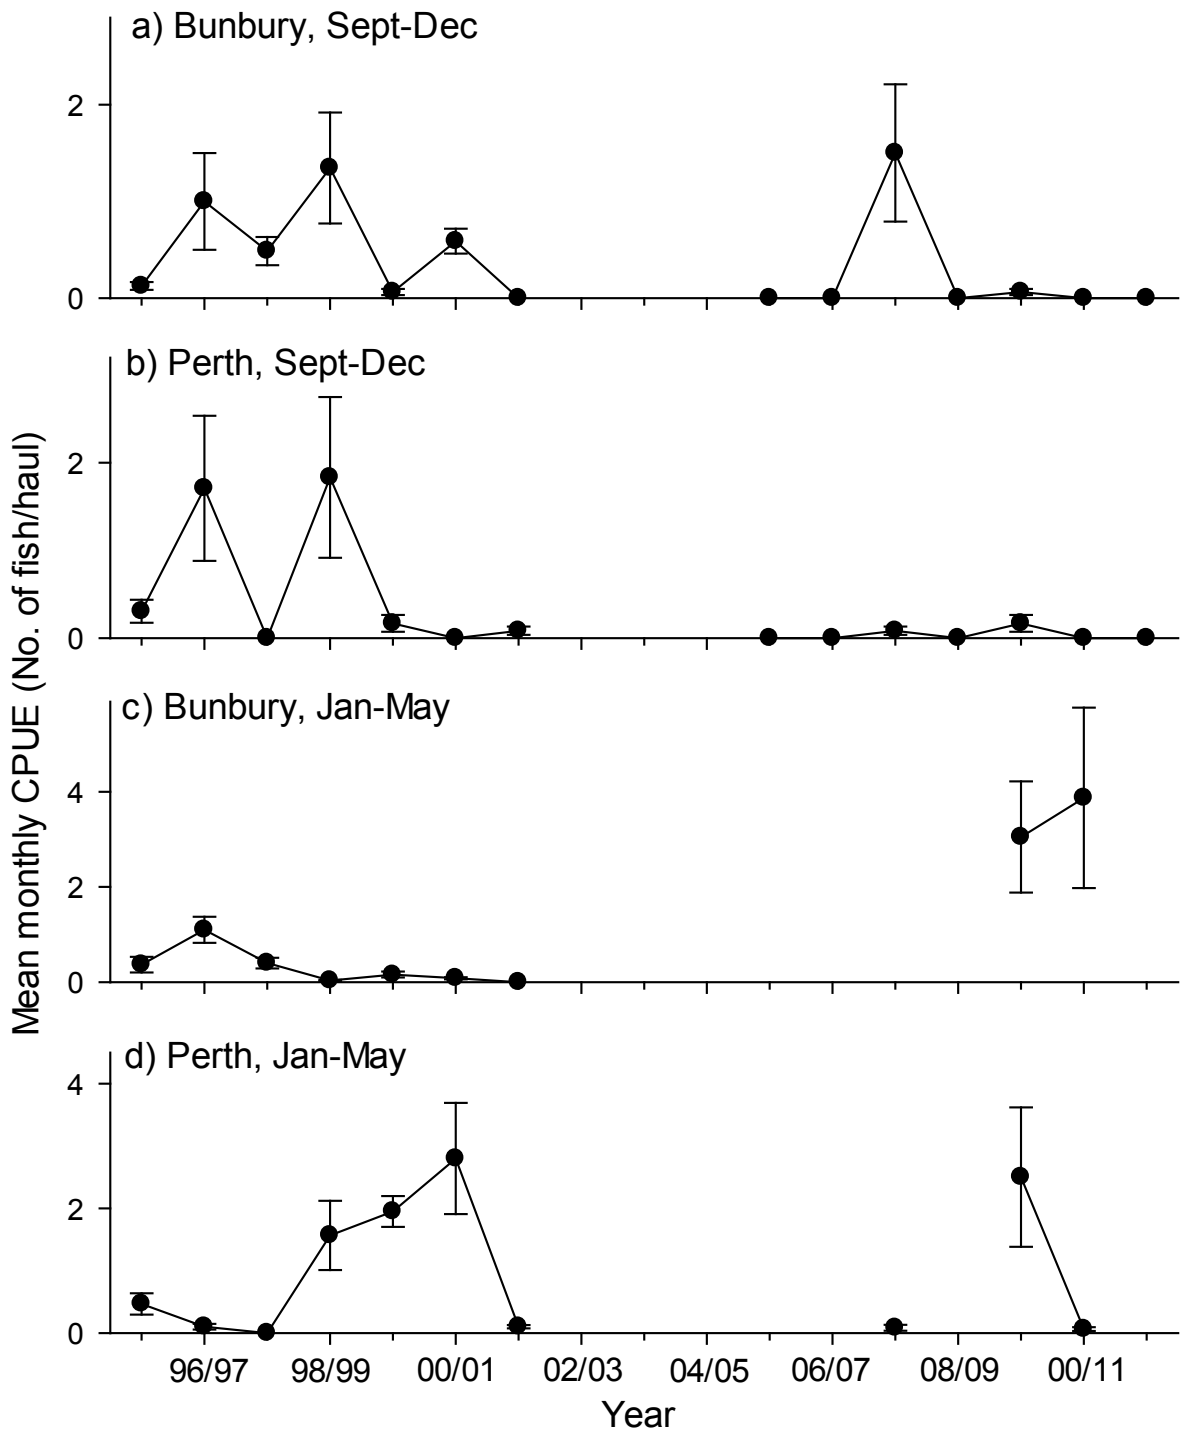 a) Bunbury, Sept-Dec
2
0
b) Perth, Sept-Dec
2
0
Mean monthly CPUE (No. of fish/haul)
c) Bunbury, Jan-May
4
2
0
d) Perth, Jan-May
4
2
0
96/97 98/99 00/01 02/03 04/05 06/07 08/09 00/11
Year